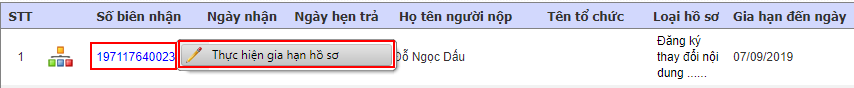 STT Số biên nhận Ngày nhận Ngày hẹn trả Họ tên người nộp Tên tổ chức Loại hồ sơ Gia hạn đến ngày
1 197117640023 Thực hiện gia hạn hồ sơ Đỗ Ngọc Dấu Đăng ký thay đổi nội dung ...... 07/09/2019